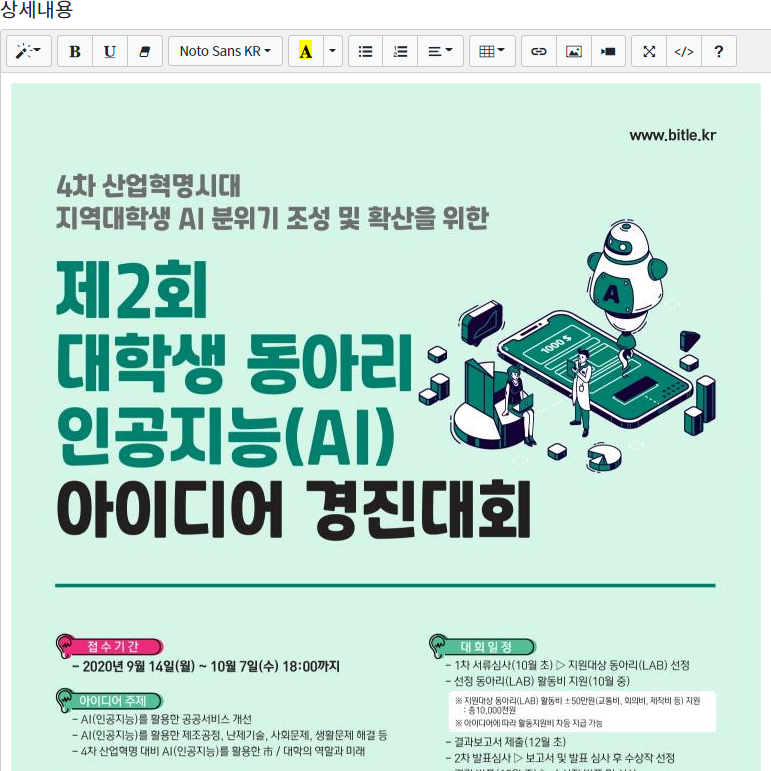 상세내용
B U Noto Sans KR A </> ?
www.bitle.kr
4차 산업혁명시대
지역대학생 AI 분위기 조성 및 확산을 위한
제2회
대학생 동아리
인공지능(AI)
아이디어 경진대회
A
1000 $
접수기간
- 2020년 9월 14일(월) ~ 10월 7일(수) 18:00까지
아이디어 주제
- AI(인공지능)를 활용한 공공서비스 개선
- AI(인공지능)를 활용한 제조공정, 난제기술, 사회문제, 생활문제 해결 등
- 4차 산업혁명 대비 AI(인공지능)를 활용한 市 / 대학의 역할과 미래
대회일정
- 1차 서류심사(10월 초) ▷ 지원대상 동아리(LAB) 선정
- 선정 동아리(LAB) 활동비 지원(10월 중)
※ 지원대상 동아리(LAB) 활동비 ±50만원(교통비, 회의비, 제작비 등) 지원
: 총10,000천원
※ 아이디어에 따라 활동지원비 차등 지급 가능
- 결과보고서 제출(12월 초)
- 2차 발표심사 ▷ 보고서 및 발표 심사 후 수상작 선정